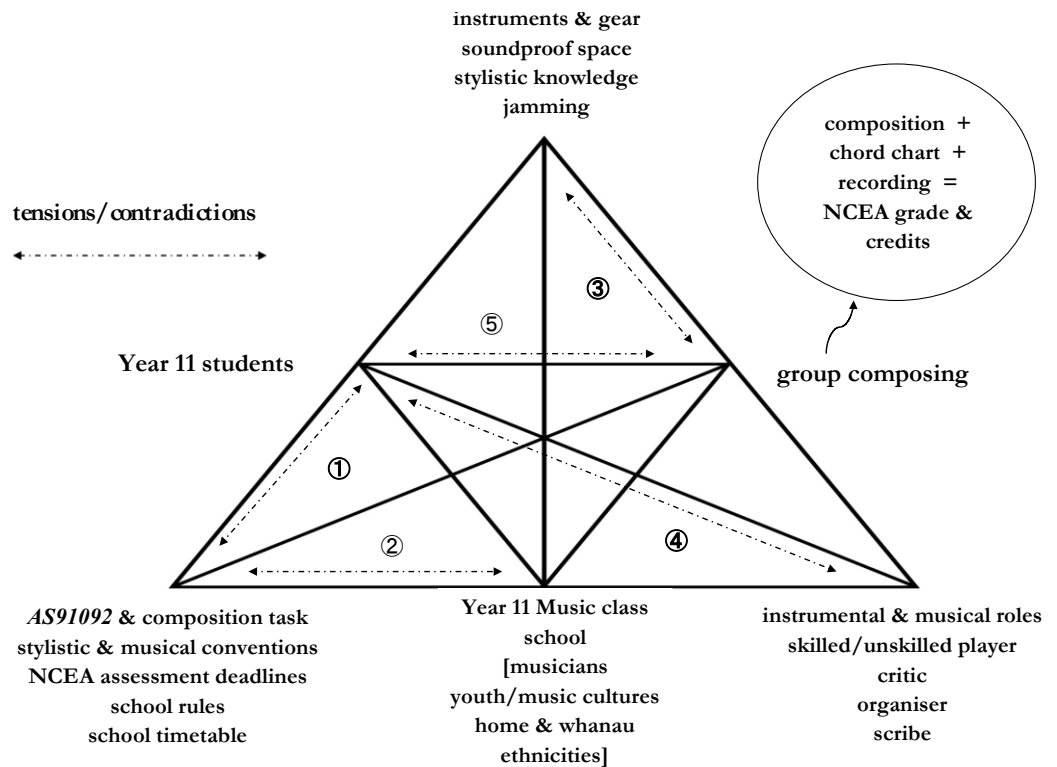 instruments & gear
soundproof space
stylistic knowledge
jamming
composition +
chord chart +
recording =
NCEA grade &
credits
tensions/contradictions
③
⑤
Year 11 students
group composing
①
②
④
AS91092 & composition task
stylistic & musical conventions
NCEA assessment deadlines
school rules
school timetable
Year 11 Music class
school
[musicians
youth/music cultures
home & whanau
ethnicities]
instrumental & musical roles
skilled/unskilled player
critic
organiser
scribe